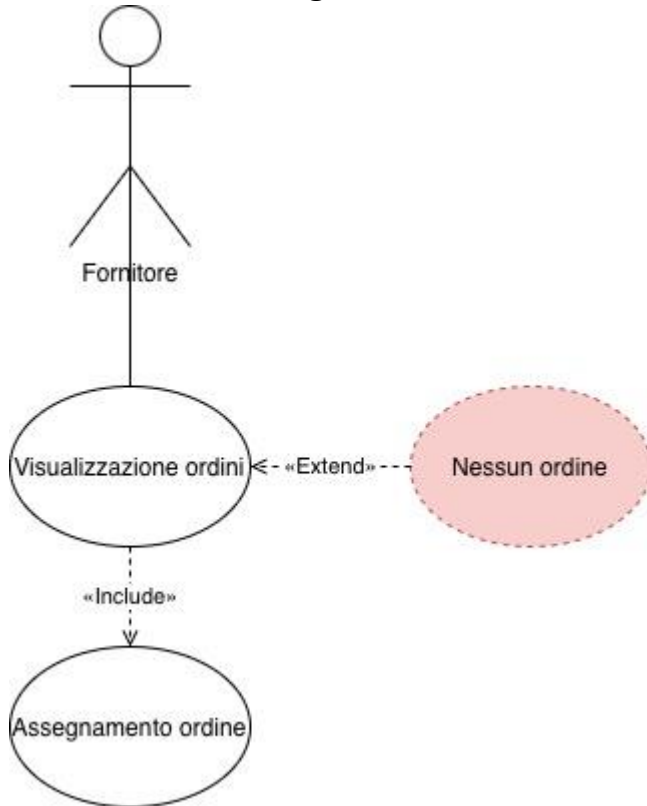 Fornitore
Visualizzazione ordini
«Extend»
Nessun ordine
«Include»
Assegnamento ordine